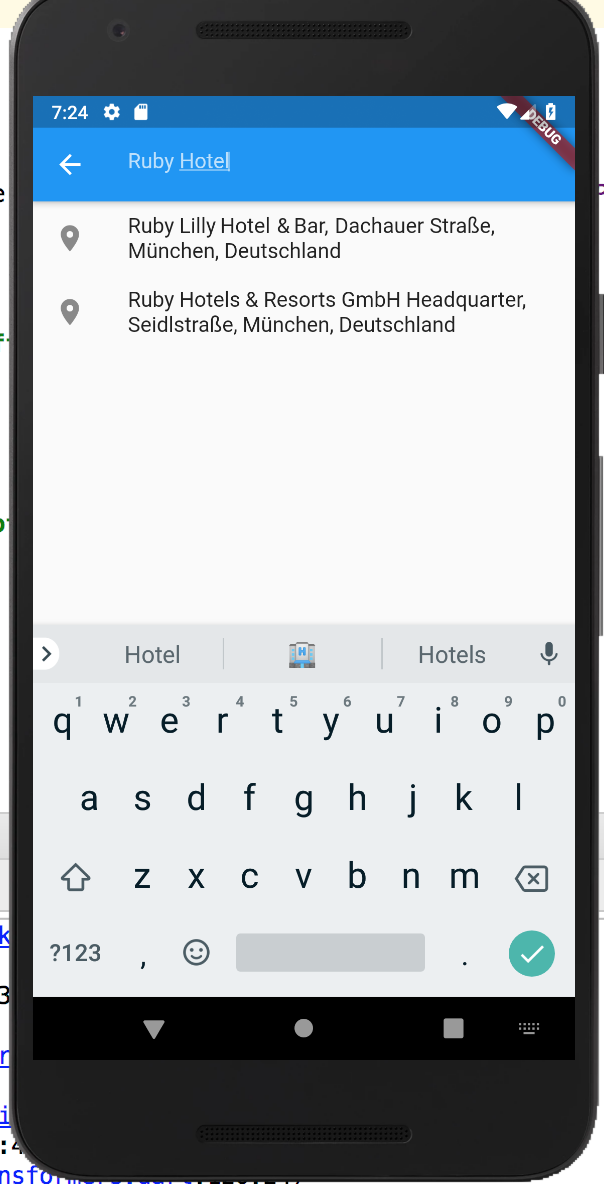 7:24
DEBUG
Ruby Hotel
Ruby Lilly Hotel & Bar, Dachauer Straße,
München, Deutschland
Ruby Hotels & Resorts GmbH Headquarter,
Seidlstraße, München, Deutschland
Hotel
H
Hotels
1 2 3 4 5 6 7 8 9 0
q w e r t y u i o p
a s d f g h j k l
z x c v b n m
?123 , .